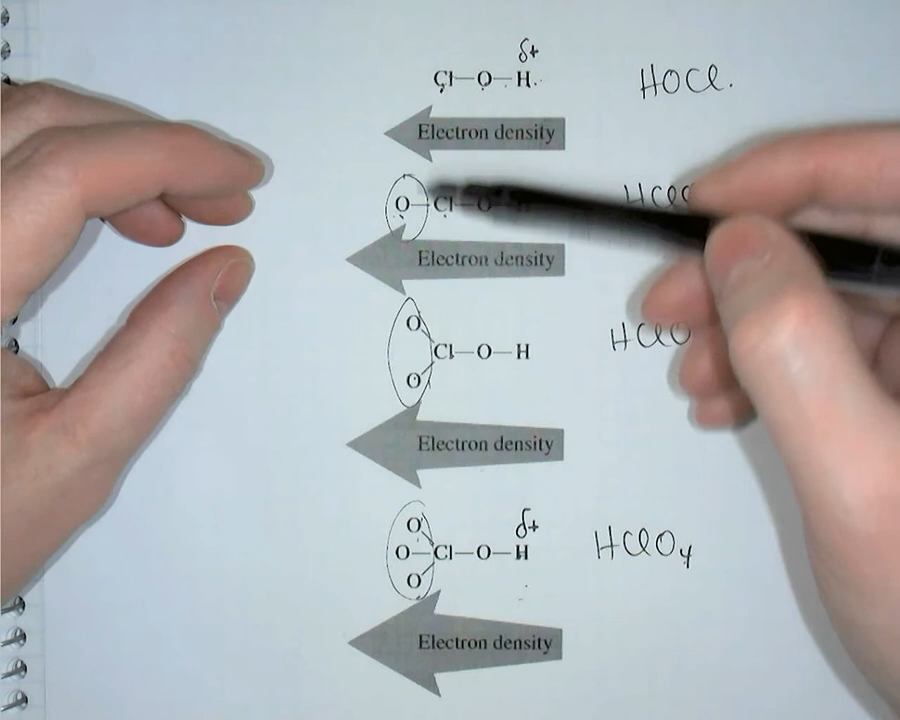 δ+
Cl—O—H HOCl.
Electron density
O—Cl—O—H
Electron density
O
Cl—O—H HClO
O
Electron density
O δ+
O—Cl—O—H HClO4
O
Electron density